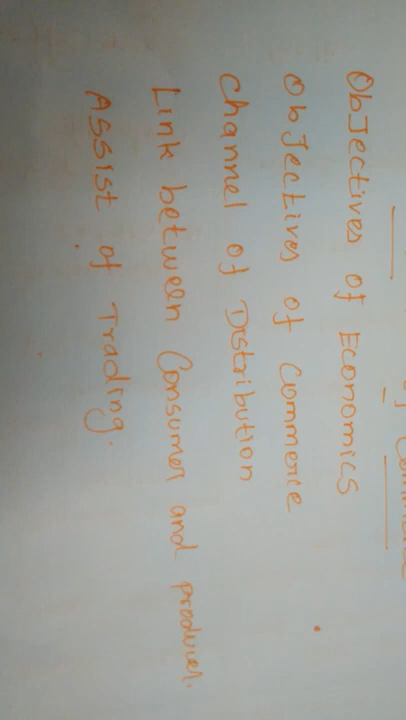 Objectives of Economics
Objectives of Commerce
Channel of Distribution
Link between Consumer and producer.
Assist of Trading.